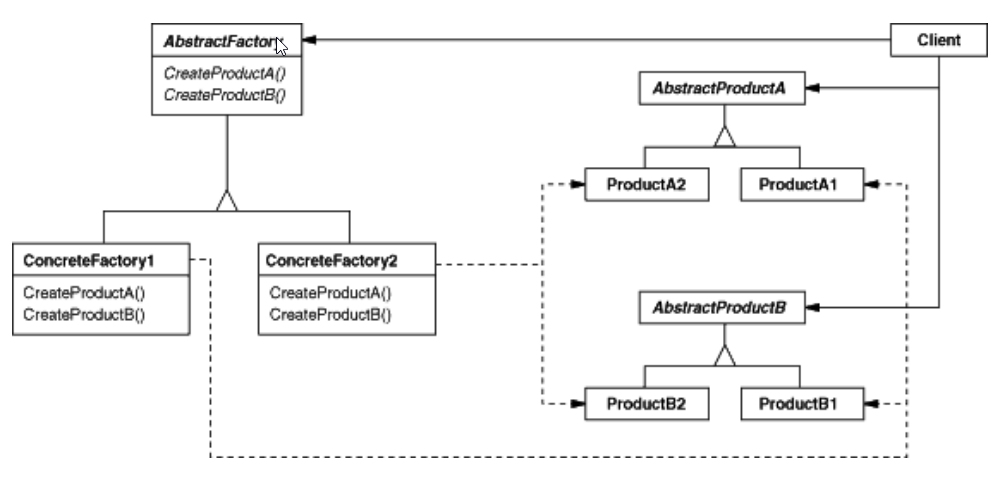 AbstractFactory
CreateProductA()
CreateProductB()
Client
AbstractProductA
ProductA2
ProductA1
ConcreteFactory1
CreateProductA()
CreateProductB()
ConcreteFactory2
CreateProductA()
CreateProductB()
AbstractProductB
ProductB2
ProductB1